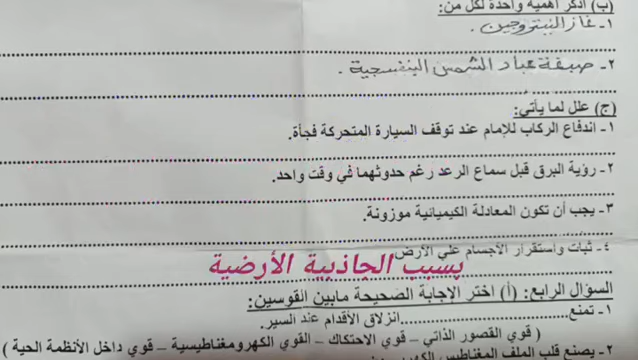 (ب) اذكر أهمية واحدة لكل من:
١- غاز النيتروجين .
٢- صبغة عباد الشمس البنفسجية .
(ج) علل لما يأتي:
١- اندفاع الركاب للإمام عند توقف السيارة المتحركة فجأة.
٢- رؤية البرق قبل سماع الرعد رغم حدوثهما في وقت واحد.
٣- يجب أن تكون المعادلة الكيميائية موزونة.
٤- ثبات واستقرار الأجسام علي الأرض
بسبب الجاذبية الأرضية
السؤال الرابع: (أ) اختر الإجابة الصحيحة مابين القوسين:
١- تمنع..................انزلاق الأقدام عند السير.
( قوي القصور الذاتي – قوي الاحتكاك – القوي الكهرومغناطيسية – قوي داخل الأنظمة الحية )
٢- يصنع قلب الملف المغناطيس